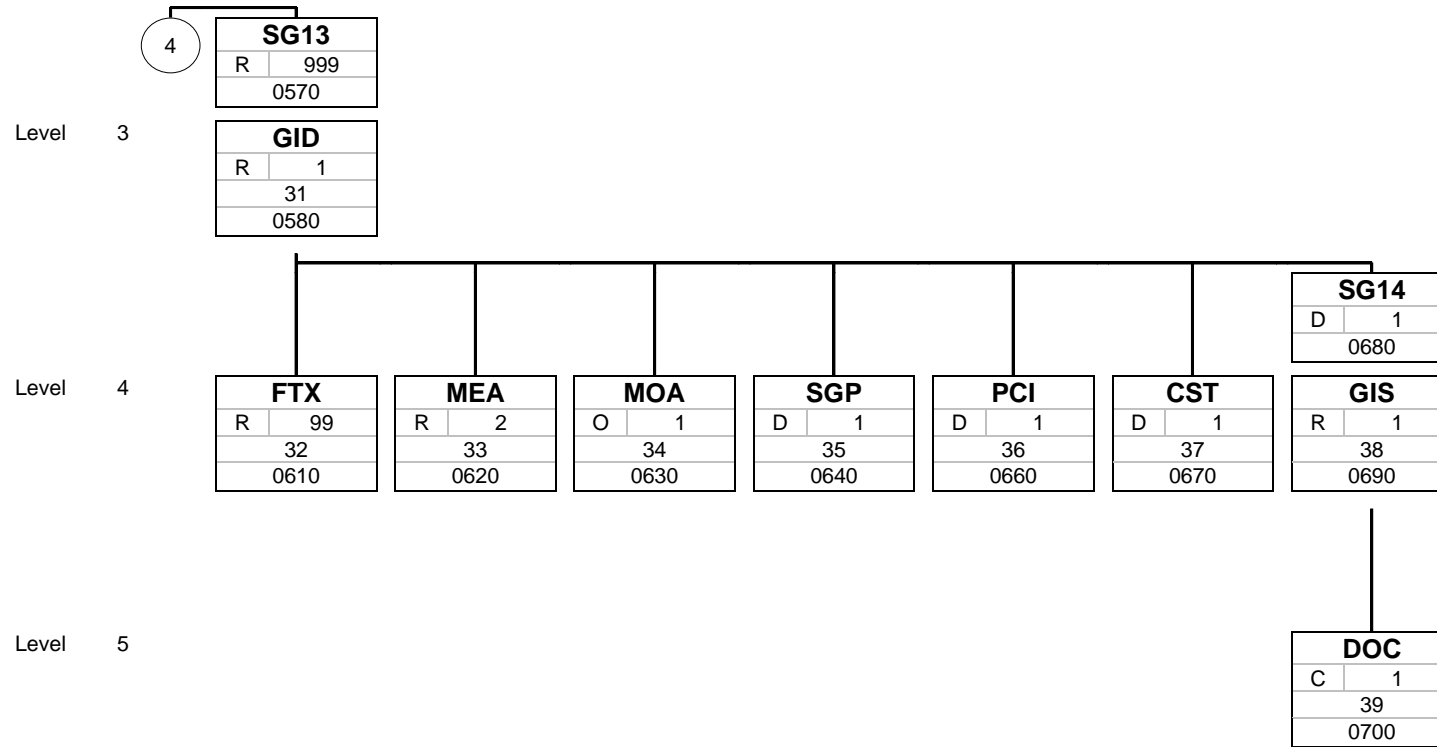 4
SG13
R 999
0570
Level 3
GID
R 1
31
0580
SG14
D 1
0680
Level 4
FTX MEA MOA SGP PCI CST GIS
R 99 R 2 O 1 D 1 D 1 D 1 R 1
32 33 34 35 36 37 38
0610 0620 0630 0640 0660 0670 0690
Level 5
DOC
C 1
39
0700